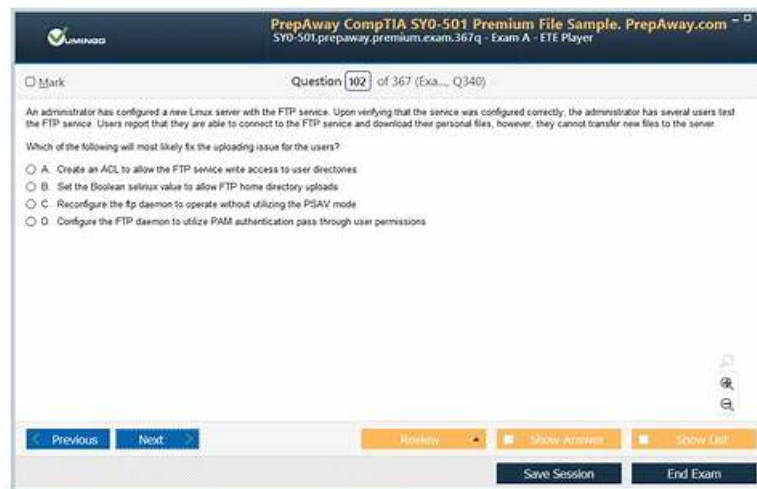 VUMINGO
PrepAway CompTIA SY0-501 Premium File Sample. PrepAway.com
SY0-501.prepaway.premium.exam.367q - Exam A - ETE Player
Mark
Question 102 of 367 (Exa..., Q340)
An administrator has configured a new Linux server with the FTP service. Upon verifying that the service was configured correctly, the administrator has several users test
the FTP service. Users report that they are able to connect to the FTP service and download their personal files, however, they cannot transfer new files to the server.
Which of the following will most likely fix the uploading issue for the users?
A. Create an ACL to allow the FTP service write access to user directories
B. Set the Boolean selinux value to allow FTP home directory uploads
C. Reconfigure the ftp daemon to operate without utilizing the PSAV mode
D. Configure the FTP daemon to utilize PAM authentication pass through user permissions
Previous
Next
Review
Show Answer
Show List
Save Session
End Exam